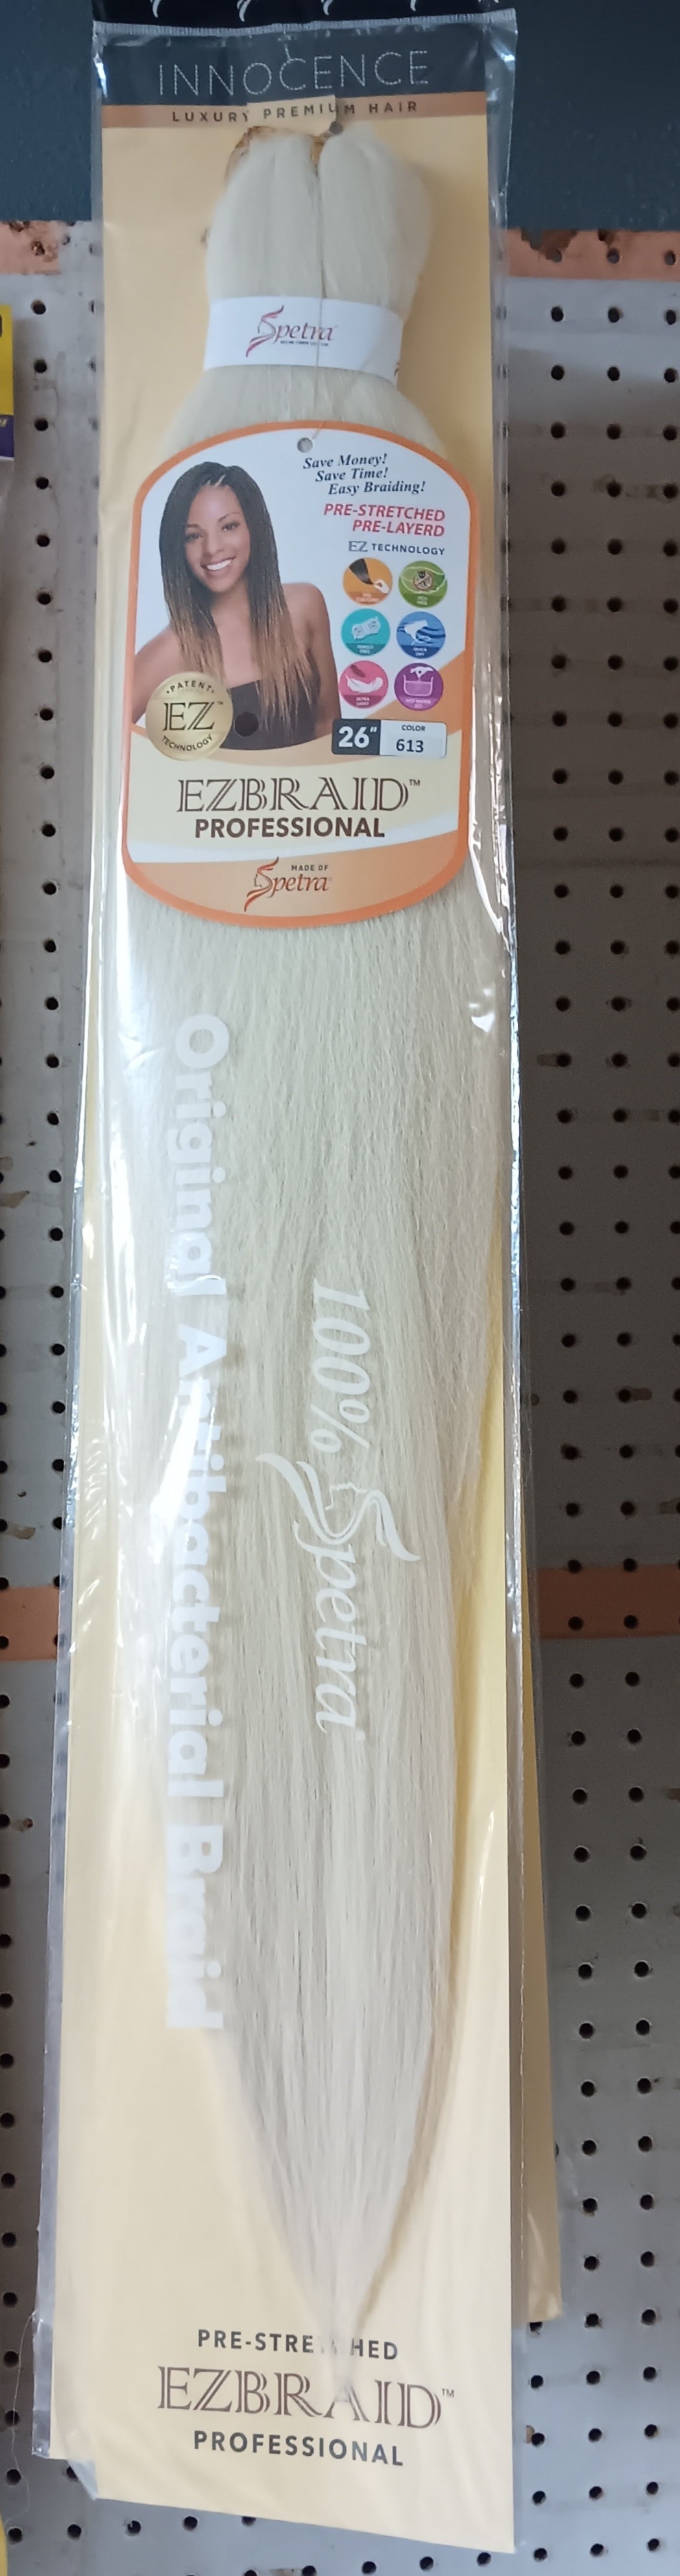 INNOCENCE
LUXURY PREMIUM HAIR
Spetra
Save Money!
Save Time!
Easy Braiding!
PRE-STRETCHED
PRE-LAYERD
EZ TECHNOLOGY
PATENT
EZ™
TECHNOLOGY
26"
COLOR
613
EZBRAID™
PROFESSIONAL
MADE OF
Spetra
Original Antibacterial Braid
100% Spetra
PRE-STRETCHED
EZBRAID™
PROFESSIONAL